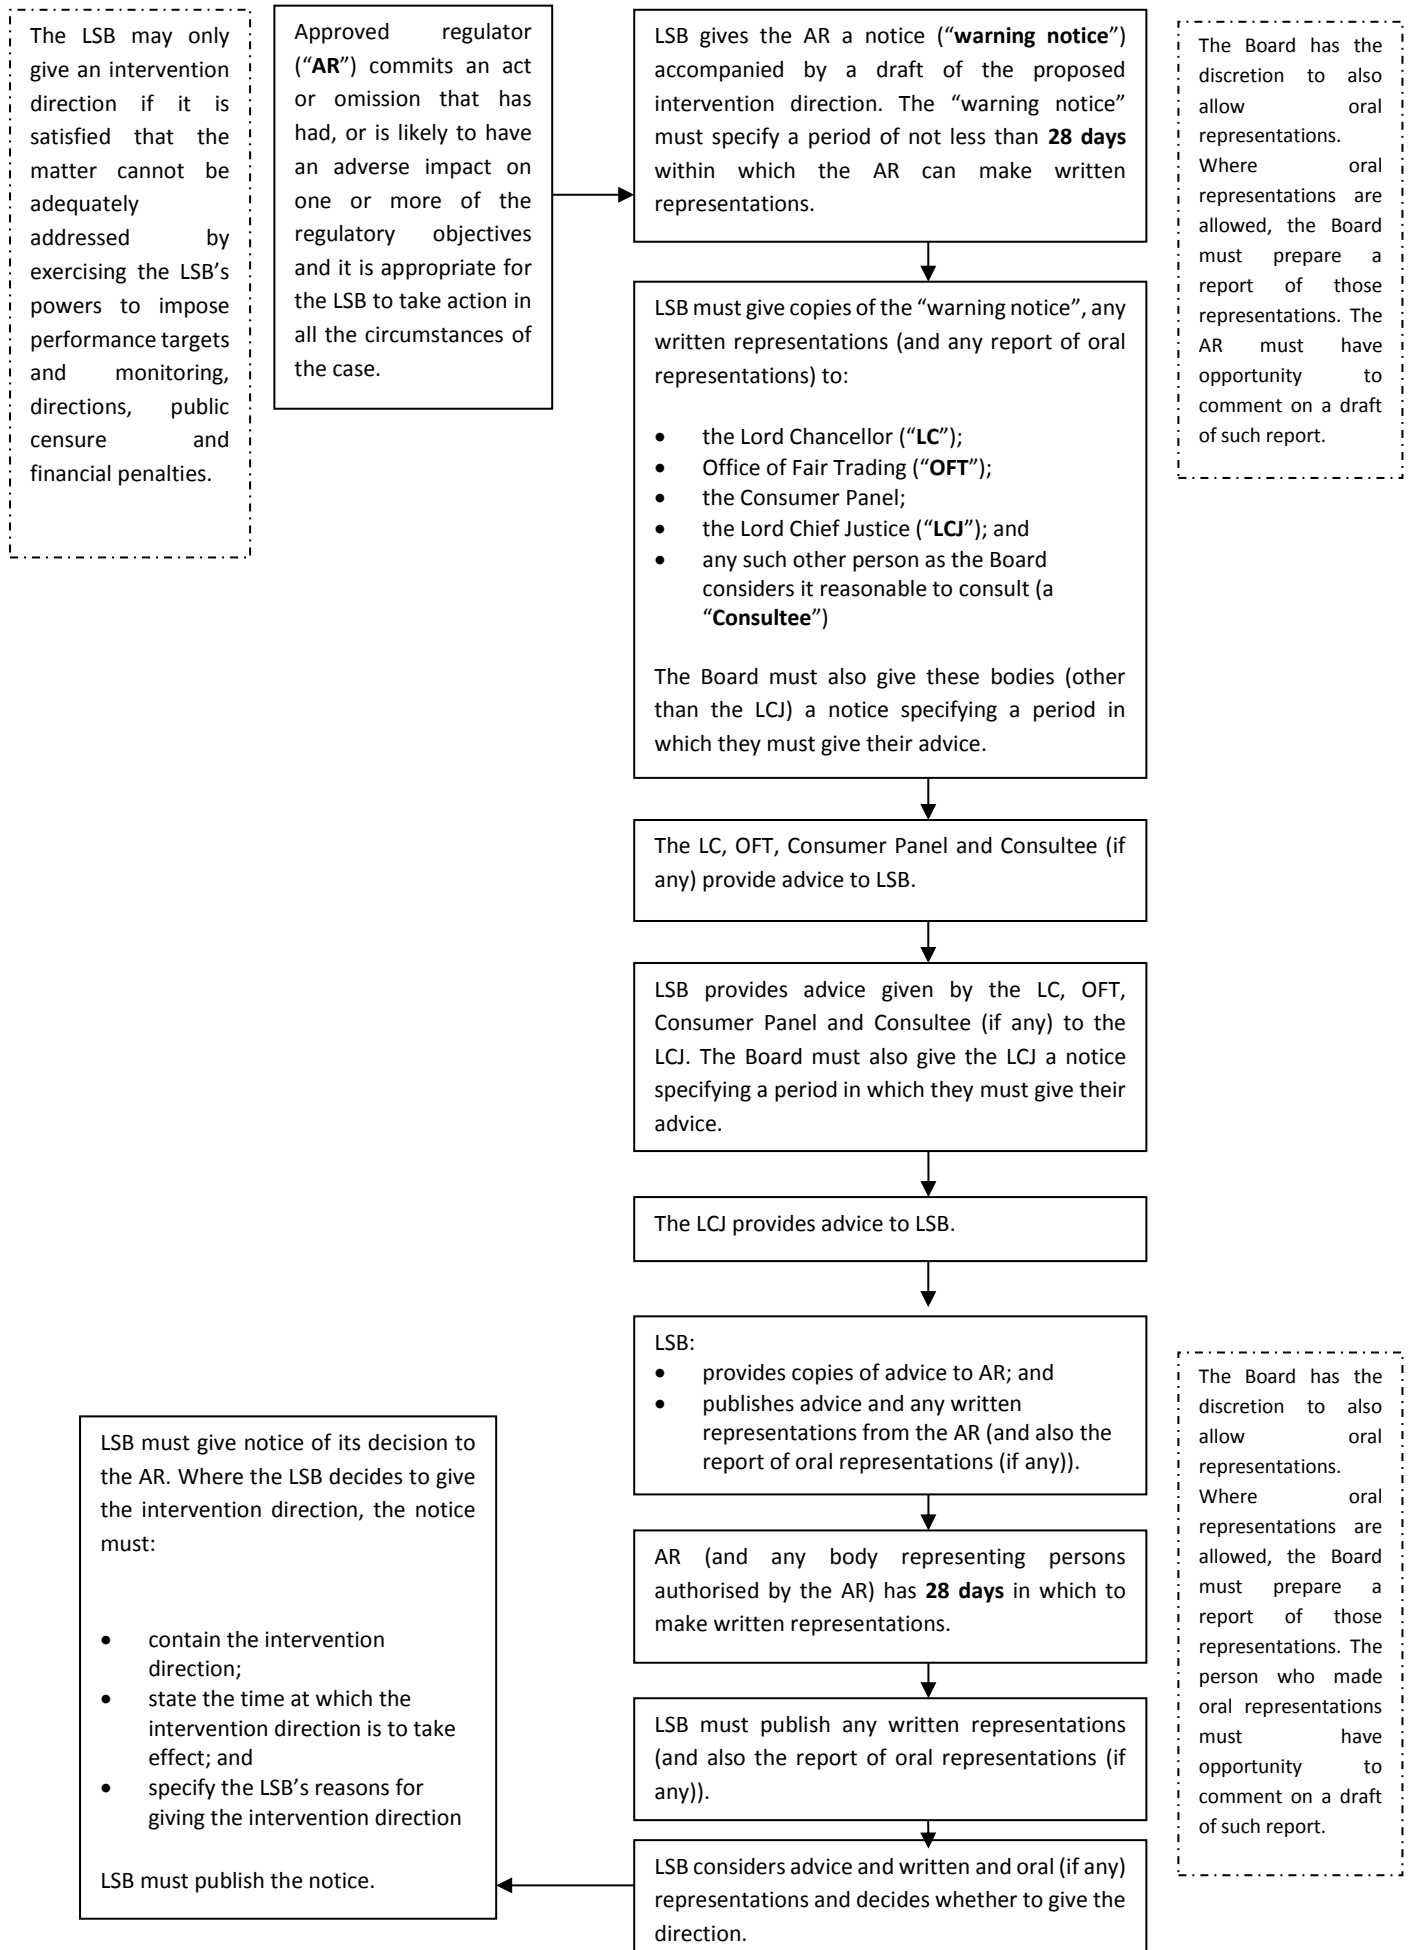 The LSB may only
give an intervention
direction if it is
satisfied that the
matter cannot be
adequately
addressed by
exercising the LSB's
powers to impose
performance targets
and monitoring,
directions, public
censure and
financial penalties.
Approved regulator
("AR") commits an act
or omission that has
had, or is likely to have
an adverse impact on
one or more of the
regulatory objectives
and it is appropriate for
the LSB to take action in
all the circumstances of
the case.
LSB gives the AR a notice ("warning notice")
accompanied by a draft of the proposed
intervention direction. The "warning notice"
must specify a period of not less than 28 days
within which the AR can make written
representations.
The Board has the
discretion to also
allow oral
representations.
Where oral
representations are
allowed, the Board
must prepare a
report of those
representations. The
AR must have
opportunity to
comment on a draft
of such report.
LSB must give copies of the "warning notice", any
written representations (and any report of oral
representations) to:
• the Lord Chancellor ("LC");
• Office of Fair Trading ("OFT");
• the Consumer Panel;
• the Lord Chief Justice ("LCJ"); and
• any such other person as the Board
considers it reasonable to consult (a
"Consultee")
The Board must also give these bodies (other
than the LCJ) a notice specifying a period in
which they must give their advice.
The LC, OFT, Consumer Panel and Consultee (if
any) provide advice to LSB.
LSB provides advice given by the LC, OFT,
Consumer Panel and Consultee (if any) to the
LCJ. The Board must also give the LCJ a notice
specifying a period in which they must give their
advice.
The LCJ provides advice to LSB.
LSB:
• provides copies of advice to AR; and
• publishes advice and any written
representations from the AR (and also the
report of oral representations (if any)).
AR (and any body representing persons
authorised by the AR) has 28 days in which to
make written representations.
The Board has the
discretion to also
allow oral
representations.
Where oral
representations are
allowed, the Board
must prepare a
report of those
representations. The
person who made
oral representations
must have
opportunity to
comment on a draft
of such report.
LSB must publish any written representations
(and also the report of oral representations (if
any)).
LSB considers advice and written and oral (if any)
representations and decides whether to give the
direction.
LSB must give notice of its decision to
the AR. Where the LSB decides to give
the intervention direction, the notice
must:
• contain the intervention
direction;
• state the time at which the
intervention direction is to take
effect; and
• specify the LSB's reasons for
giving the intervention direction
LSB must publish the notice.